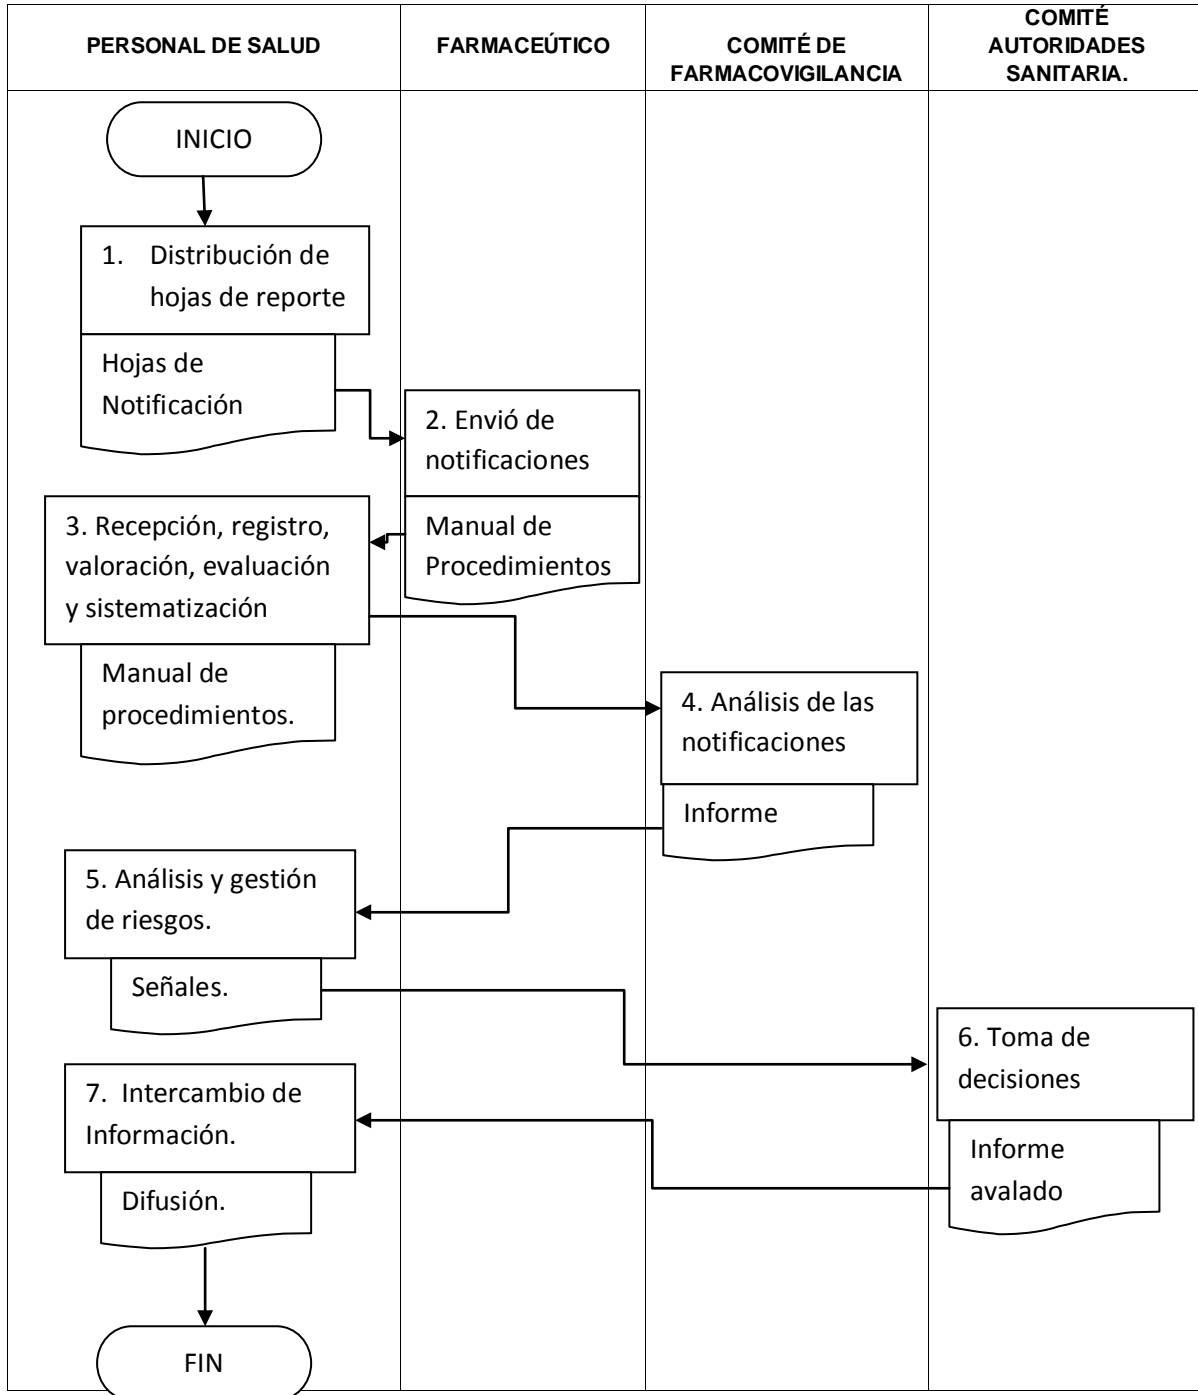 PERSONAL DE SALUD
FARMACEÚTICO
COMITÉ DE
FARMACOVIGILANCIA
COMITÉ
AUTORIDADES
SANITARIA.
INICIO
1. Distribución de
hojas de reporte
Hojas de
Notificación
2. Envió de
notificaciones
Manual de
Procedimientos
3. Recepción, registro,
valoración, evaluación
y sistematización
Manual de
procedimientos.
4. Análisis de las
notificaciones
Informe
5. Análisis y gestión
de riesgos.
Señales.
6. Toma de
decisiones
Informe
avalado
7. Intercambio de
Información.
Difusión.
FIN